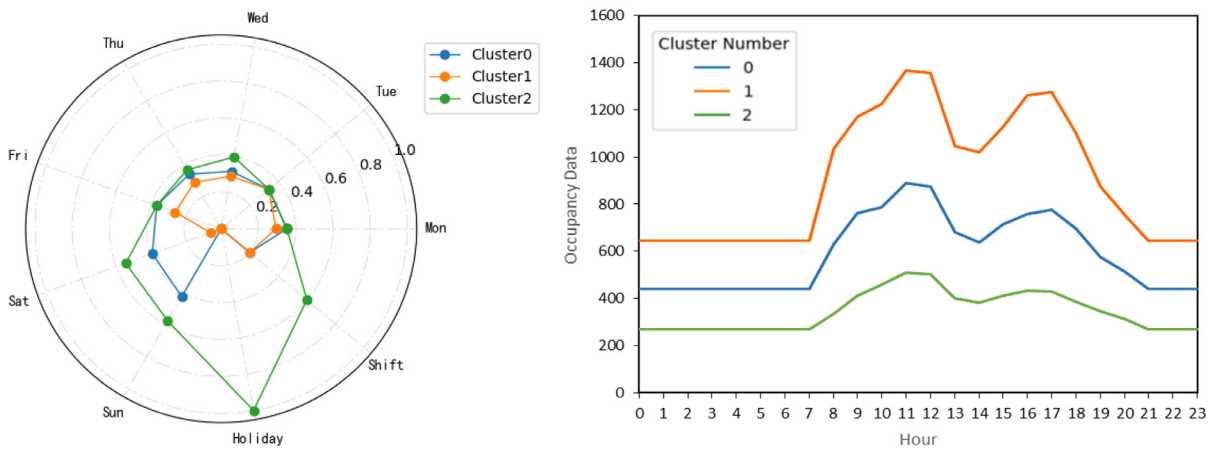 Wed
Thu
Tue
Fri
Mon
Sat
Shift
Sun
Holiday
0.2
0.4
0.6
0.8
1.0
Cluster0
Cluster1
Cluster2
1600
1400
1200
1000
800
600
400
200
0
Occupancy Data
Cluster Number
0
1
2
0 1 2 3 4 5 6 7 8 9 10 11 12 13 14 15 16 17 18 19 20 21 22 23
Hour